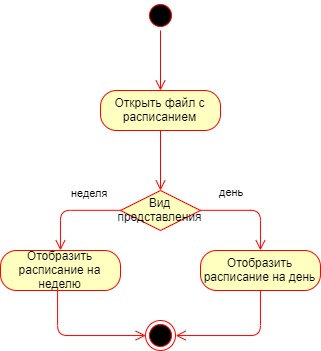 Открыть файл с
расписанием
Вид
представления
неделя
день
Отобразить
расписание на
неделю
Отобразить
расписание на день